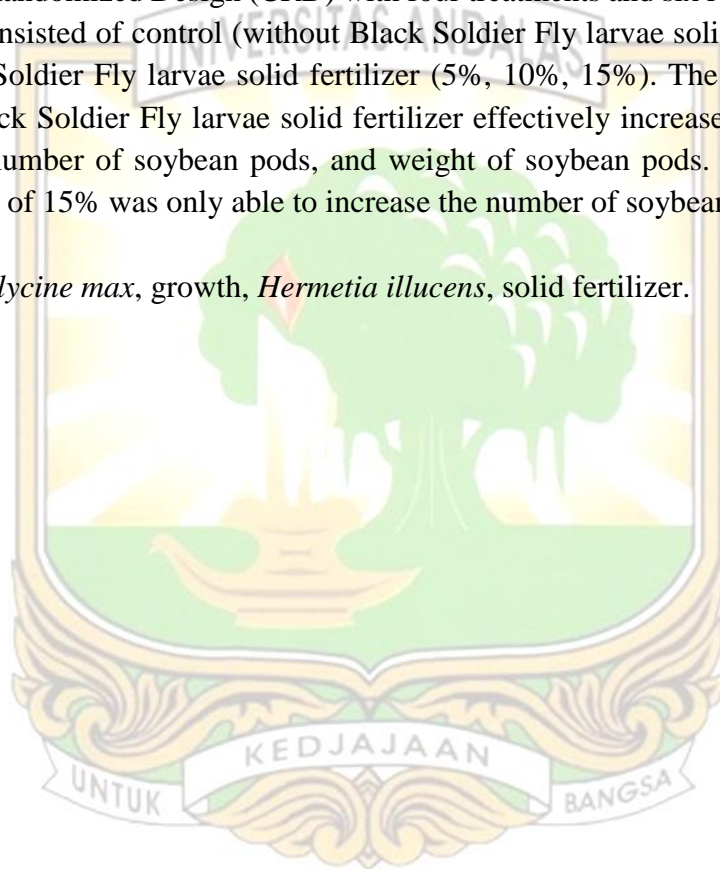 andomized Design (CRD) with four treatments and six
nsisted of control (without Black Soldier Fly larvae soli
Soldier Fly larvae solid fertilizer (5%, 10%, 15%). The
ck Soldier Fly larvae solid fertilizer effectively increase
number of soybean pods, and weight of soybean pods.
of 15% was only able to increase the number of soybean
lycine max, growth, Hermetia illucens, solid fertilizer.
UNIVERSITAS ANDALAS
UNTUK KEDJAJAAN BANGSA